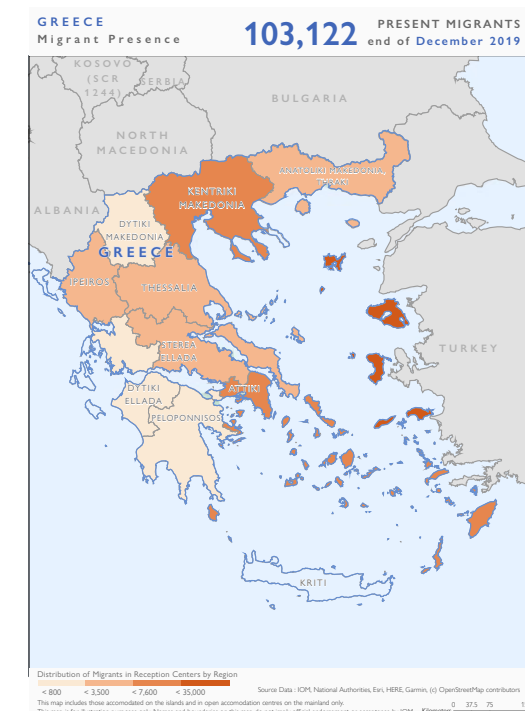 GREECE
Migrant Presence
103,122
PRESENT MIGRANTS
end of December 2019
KOSOVO
(SCR
1244)
SERBIA
BULGARIA
NORTH
MACEDONIA
ALBANIA
ANATOLIKI MAKEDONIA,
THRAKI
KENTRIKI
MAKEDONIA
DYTIKI
MAKEDONIA
GREECE
IPEIROS
THESSALIA
STEREA
ELLADA
TURKEY
DYTIKI
ELLADA
ATTIKI
PELOPONNISOS
KRITI
Distribution of Migrants in Reception Centers by Region
< 800 < 3,500 < 7,600 < 35,000
Source Data : IOM, National Authorities, Esri, HERE, Garmin, (c) OpenStreetMap contributors
This map includes those accomodated on the islands and in open accomodation centres on the mainland only.
0 37.5 75
Kilometers